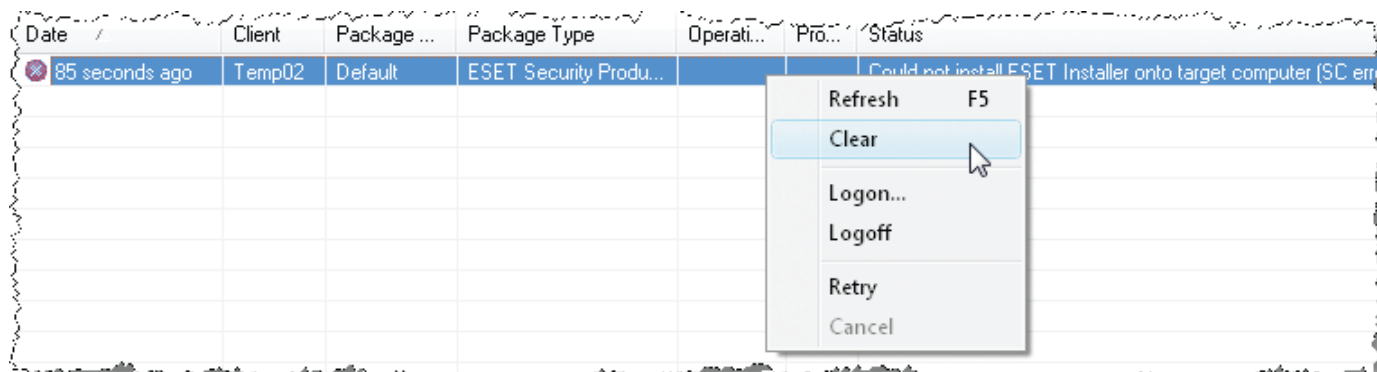 Date Client Package ... Package Type Operati... Pro... Status
85 seconds ago Temp02 Default ESET Security Produ... Could not install ESET Installer onto target computer (SC err
Refresh F5
Clear
Logon...
Logoff
Retry
Cancel